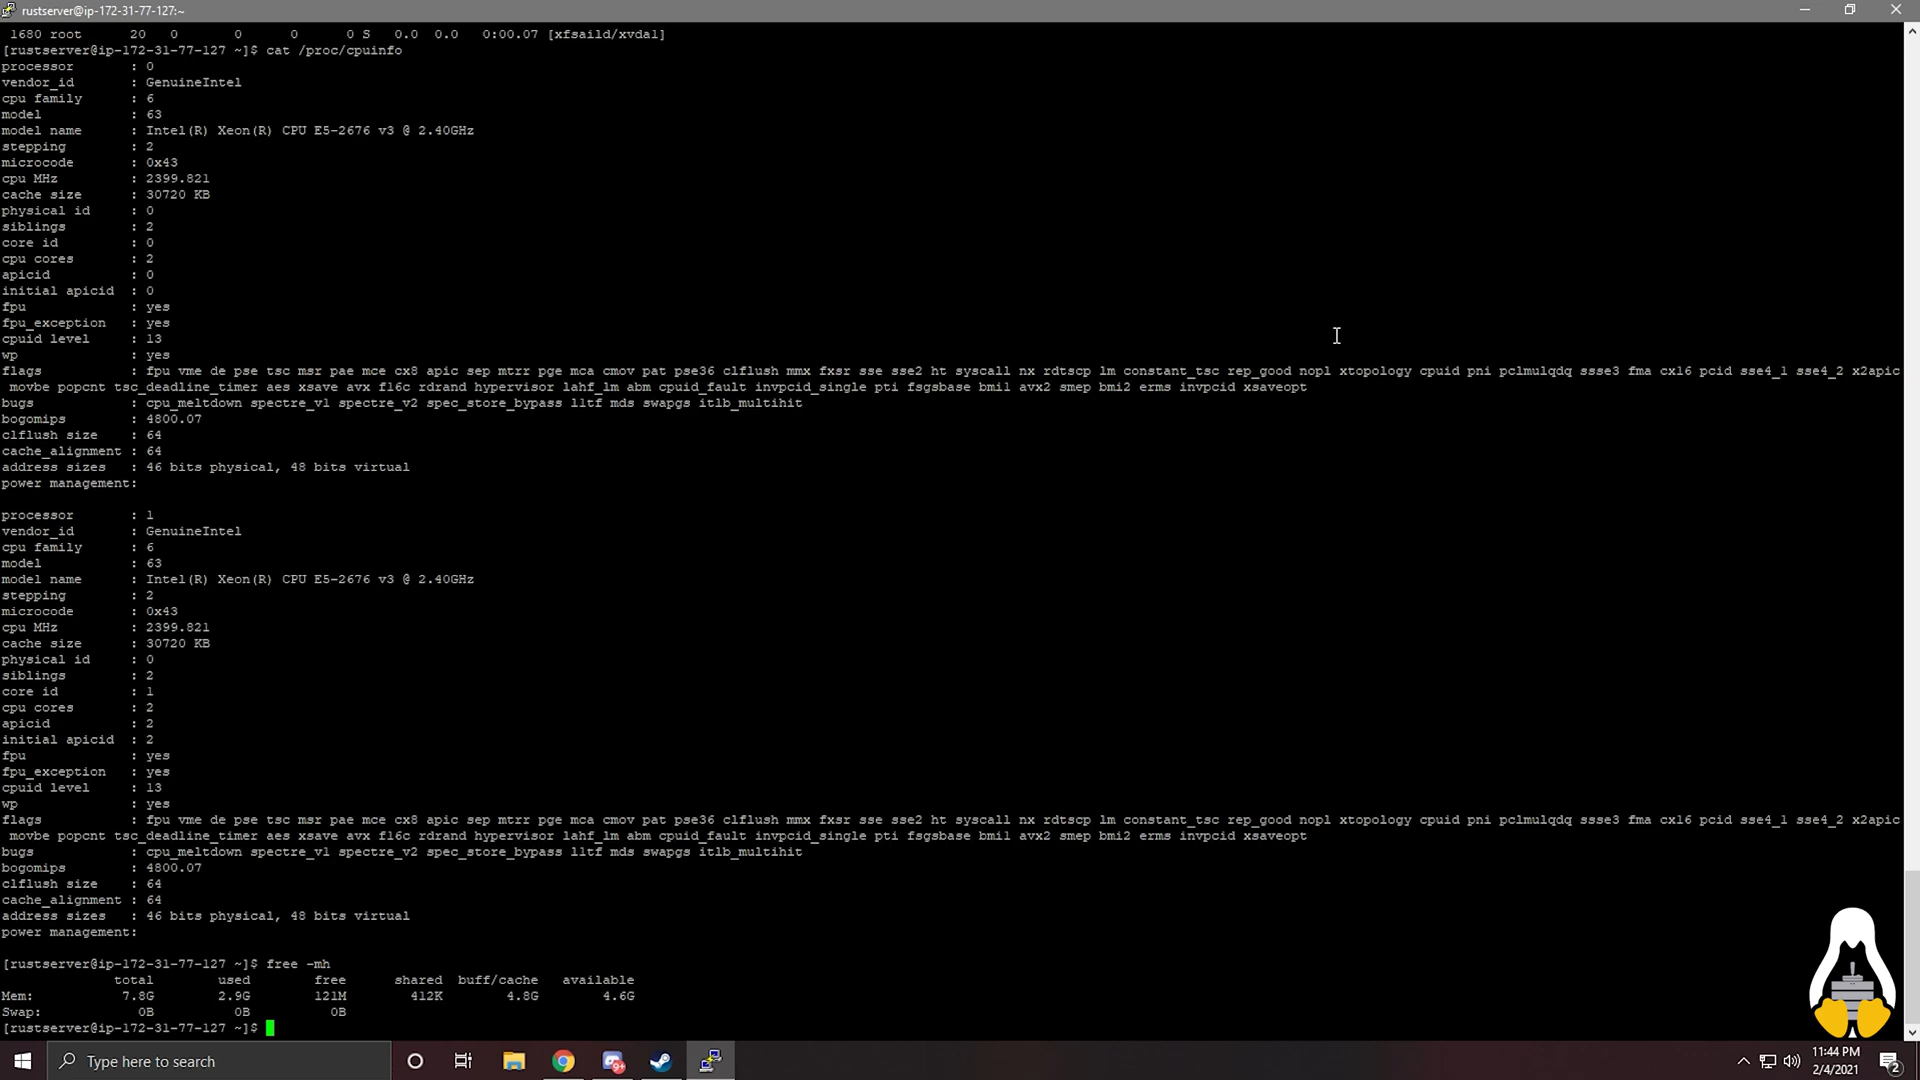 rustserver@ip-172-31-77-127:~
1680 root 20 0 0 0 0 S 0.0 0.0 0:00.07 [xfsaild/xvda1]
[rustserver@ip-172-31-77-127 ~]$ cat /proc/cpuinfo
processor : 0
vendor_id : GenuineIntel
cpu family : 6
model : 63
model name : Intel(R) Xeon(R) CPU E5-2676 v3 @ 2.40GHz
stepping : 2
microcode : 0x43
cpu MHz : 2399.821
cache size : 30720 KB
physical id : 0
siblings : 2
core id : 0
cpu cores : 2
apicid : 0
initial apicid : 0
fpu : yes
fpu_exception : yes
cpuid level : 13
wp : yes
flags : fpu vme de pse tsc msr pae mce cx8 apic sep mtrr pge mca cmov pat pse36 clflush mmx fxsr sse sse2 ht syscall nx rdtscp lm constant_tsc rep_good nopl xtopology cpuid pni pclmulqdq ssse3 fma cx16 pcid sse4_1 sse4_2 x2apic
movbe popcnt tsc_deadline_timer aes xsave avx f16c rdrand hypervisor lahf_lm abm cpuid_fault invpcid_single pti fsgsbase bmi1 avx2 smep bmi2 erms invpcid xsaveopt
bugs : cpu_meltdown spectre_v1 spectre_v2 spec_store_bypass l1tf mds swapgs itlb_multihit
bogomips : 4800.07
clflush size : 64
cache_alignment : 64
address sizes : 46 bits physical, 48 bits virtual
power management:
processor : 1
vendor_id : GenuineIntel
cpu family : 6
model : 63
model name : Intel(R) Xeon(R) CPU E5-2676 v3 @ 2.40GHz
stepping : 2
microcode : 0x43
cpu MHz : 2399.821
cache size : 30720 KB
physical id : 0
siblings : 2
core id : 1
cpu cores : 2
apicid : 2
initial apicid : 2
fpu : yes
fpu_exception : yes
cpuid level : 13
wp : yes
flags : fpu vme de pse tsc msr pae mce cx8 apic sep mtrr pge mca cmov pat pse36 clflush mmx fxsr sse sse2 ht syscall nx rdtscp lm constant_tsc rep_good nopl xtopology cpuid pni pclmulqdq ssse3 fma cx16 pcid sse4_1 sse4_2 x2apic
movbe popcnt tsc_deadline_timer aes xsave avx f16c rdrand hypervisor lahf_lm abm cpuid_fault invpcid_single pti fsgsbase bmi1 avx2 smep bmi2 erms invpcid xsaveopt
bugs : cpu_meltdown spectre_v1 spectre_v2 spec_store_bypass l1tf mds swapgs itlb_multihit
bogomips : 4800.07
clflush size : 64
cache_alignment : 64
address sizes : 46 bits physical, 48 bits virtual
power management:
[rustserver@ip-172-31-77-127 ~]$ free -mh
total used free shared buff/cache available
Mem: 7.8G 2.9G 121M 412K 4.8G 4.6G
Swap: 0B 0B 0B
[rustserver@ip-172-31-77-127 ~]$
Type here to search
9+
11:44 PM
2/4/2021
2